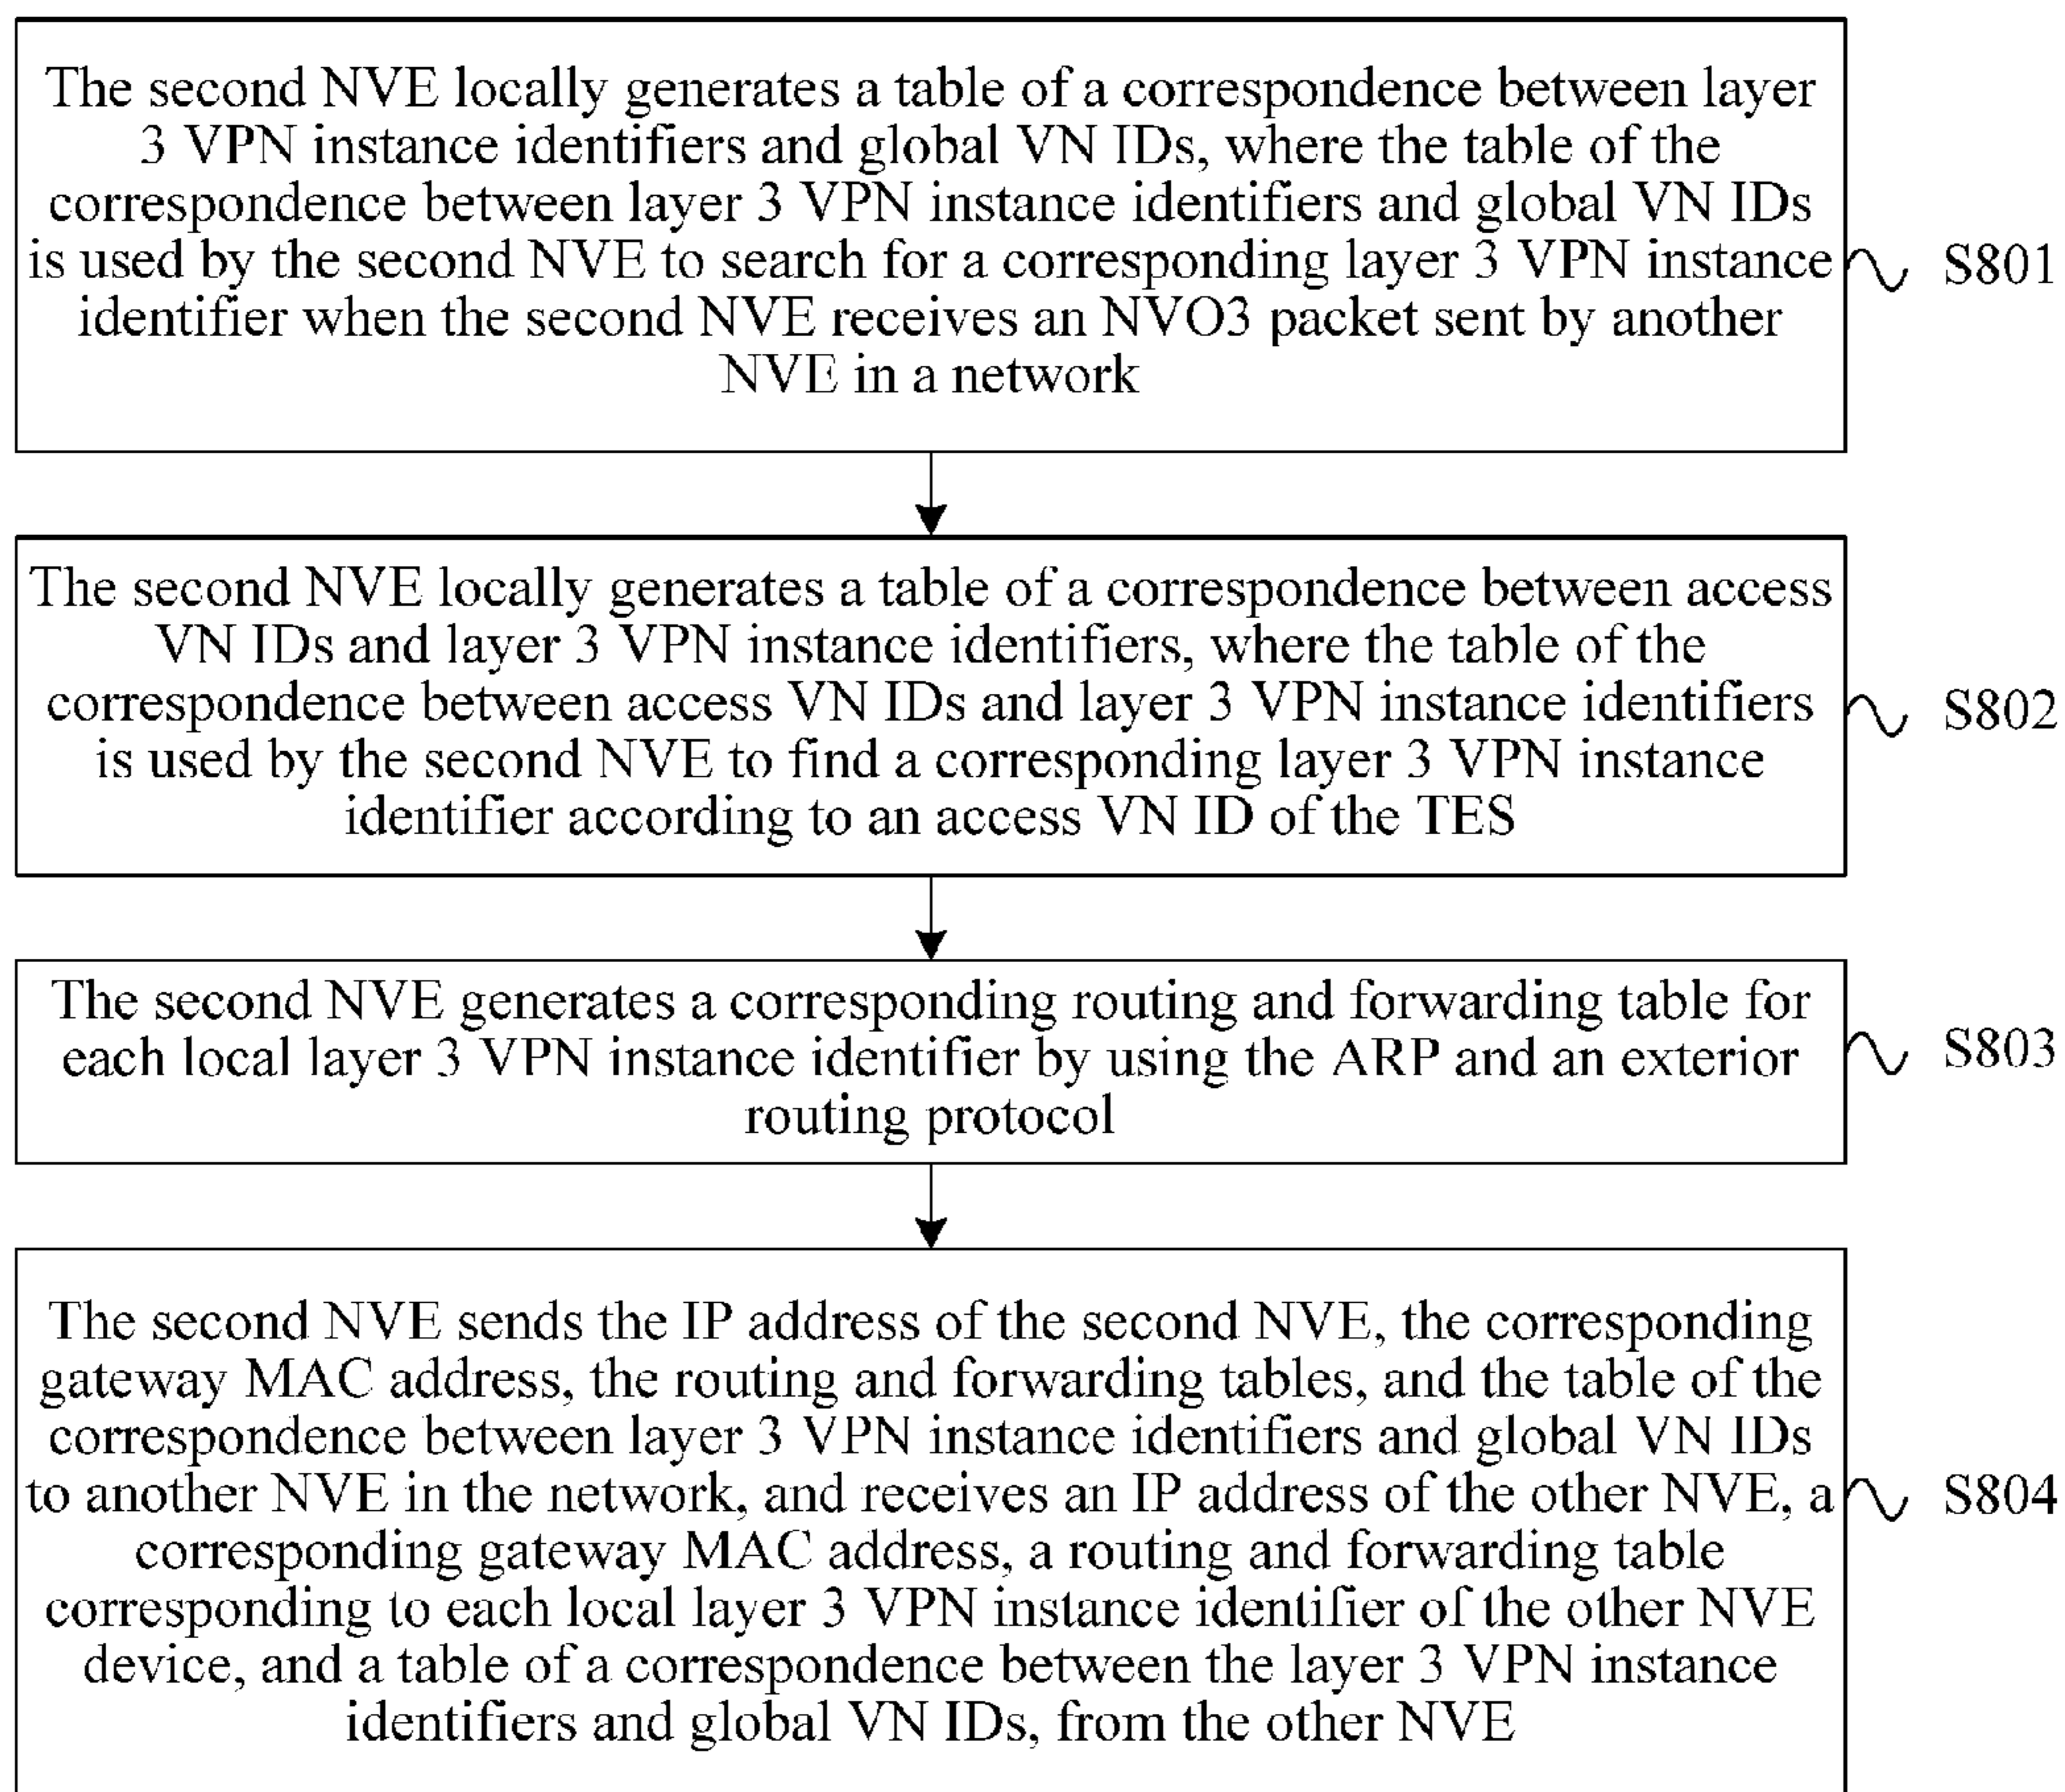 The second NVE locally generates a table of a correspondence between layer
3 VPN instance identifiers and global VN IDs, where the table of the
correspondence between layer 3 VPN instance identifiers and global VN IDs
is used by the second NVE to search for a corresponding layer 3 VPN instance
identifier when the second NVE receives an NVO3 packet sent by another
NVE in a network
S801
The second NVE locally generates a table of a correspondence between access
VN IDs and layer 3 VPN instance identifiers, where the table of the
correspondence between access VN IDs and layer 3 VPN instance identifiers
is used by the second NVE to find a corresponding layer 3 VPN instance
identifier according to an access VN ID of the TES
S802
The second NVE generates a corresponding routing and forwarding table for
each local layer 3 VPN instance identifier by using the ARP and an exterior
routing protocol
S803
The second NVE sends the IP address of the second NVE, the corresponding
gateway MAC address, the routing and forwarding tables, and the table of the
correspondence between layer 3 VPN instance identifiers and global VN IDs
to another NVE in the network, and receives an IP address of the other NVE, a
corresponding gateway MAC address, a routing and forwarding table
corresponding to each local layer 3 VPN instance identifier of the other NVE
device, and a table of a correspondence between the layer 3 VPN instance
identifiers and global VN IDs, from the other NVE
S804